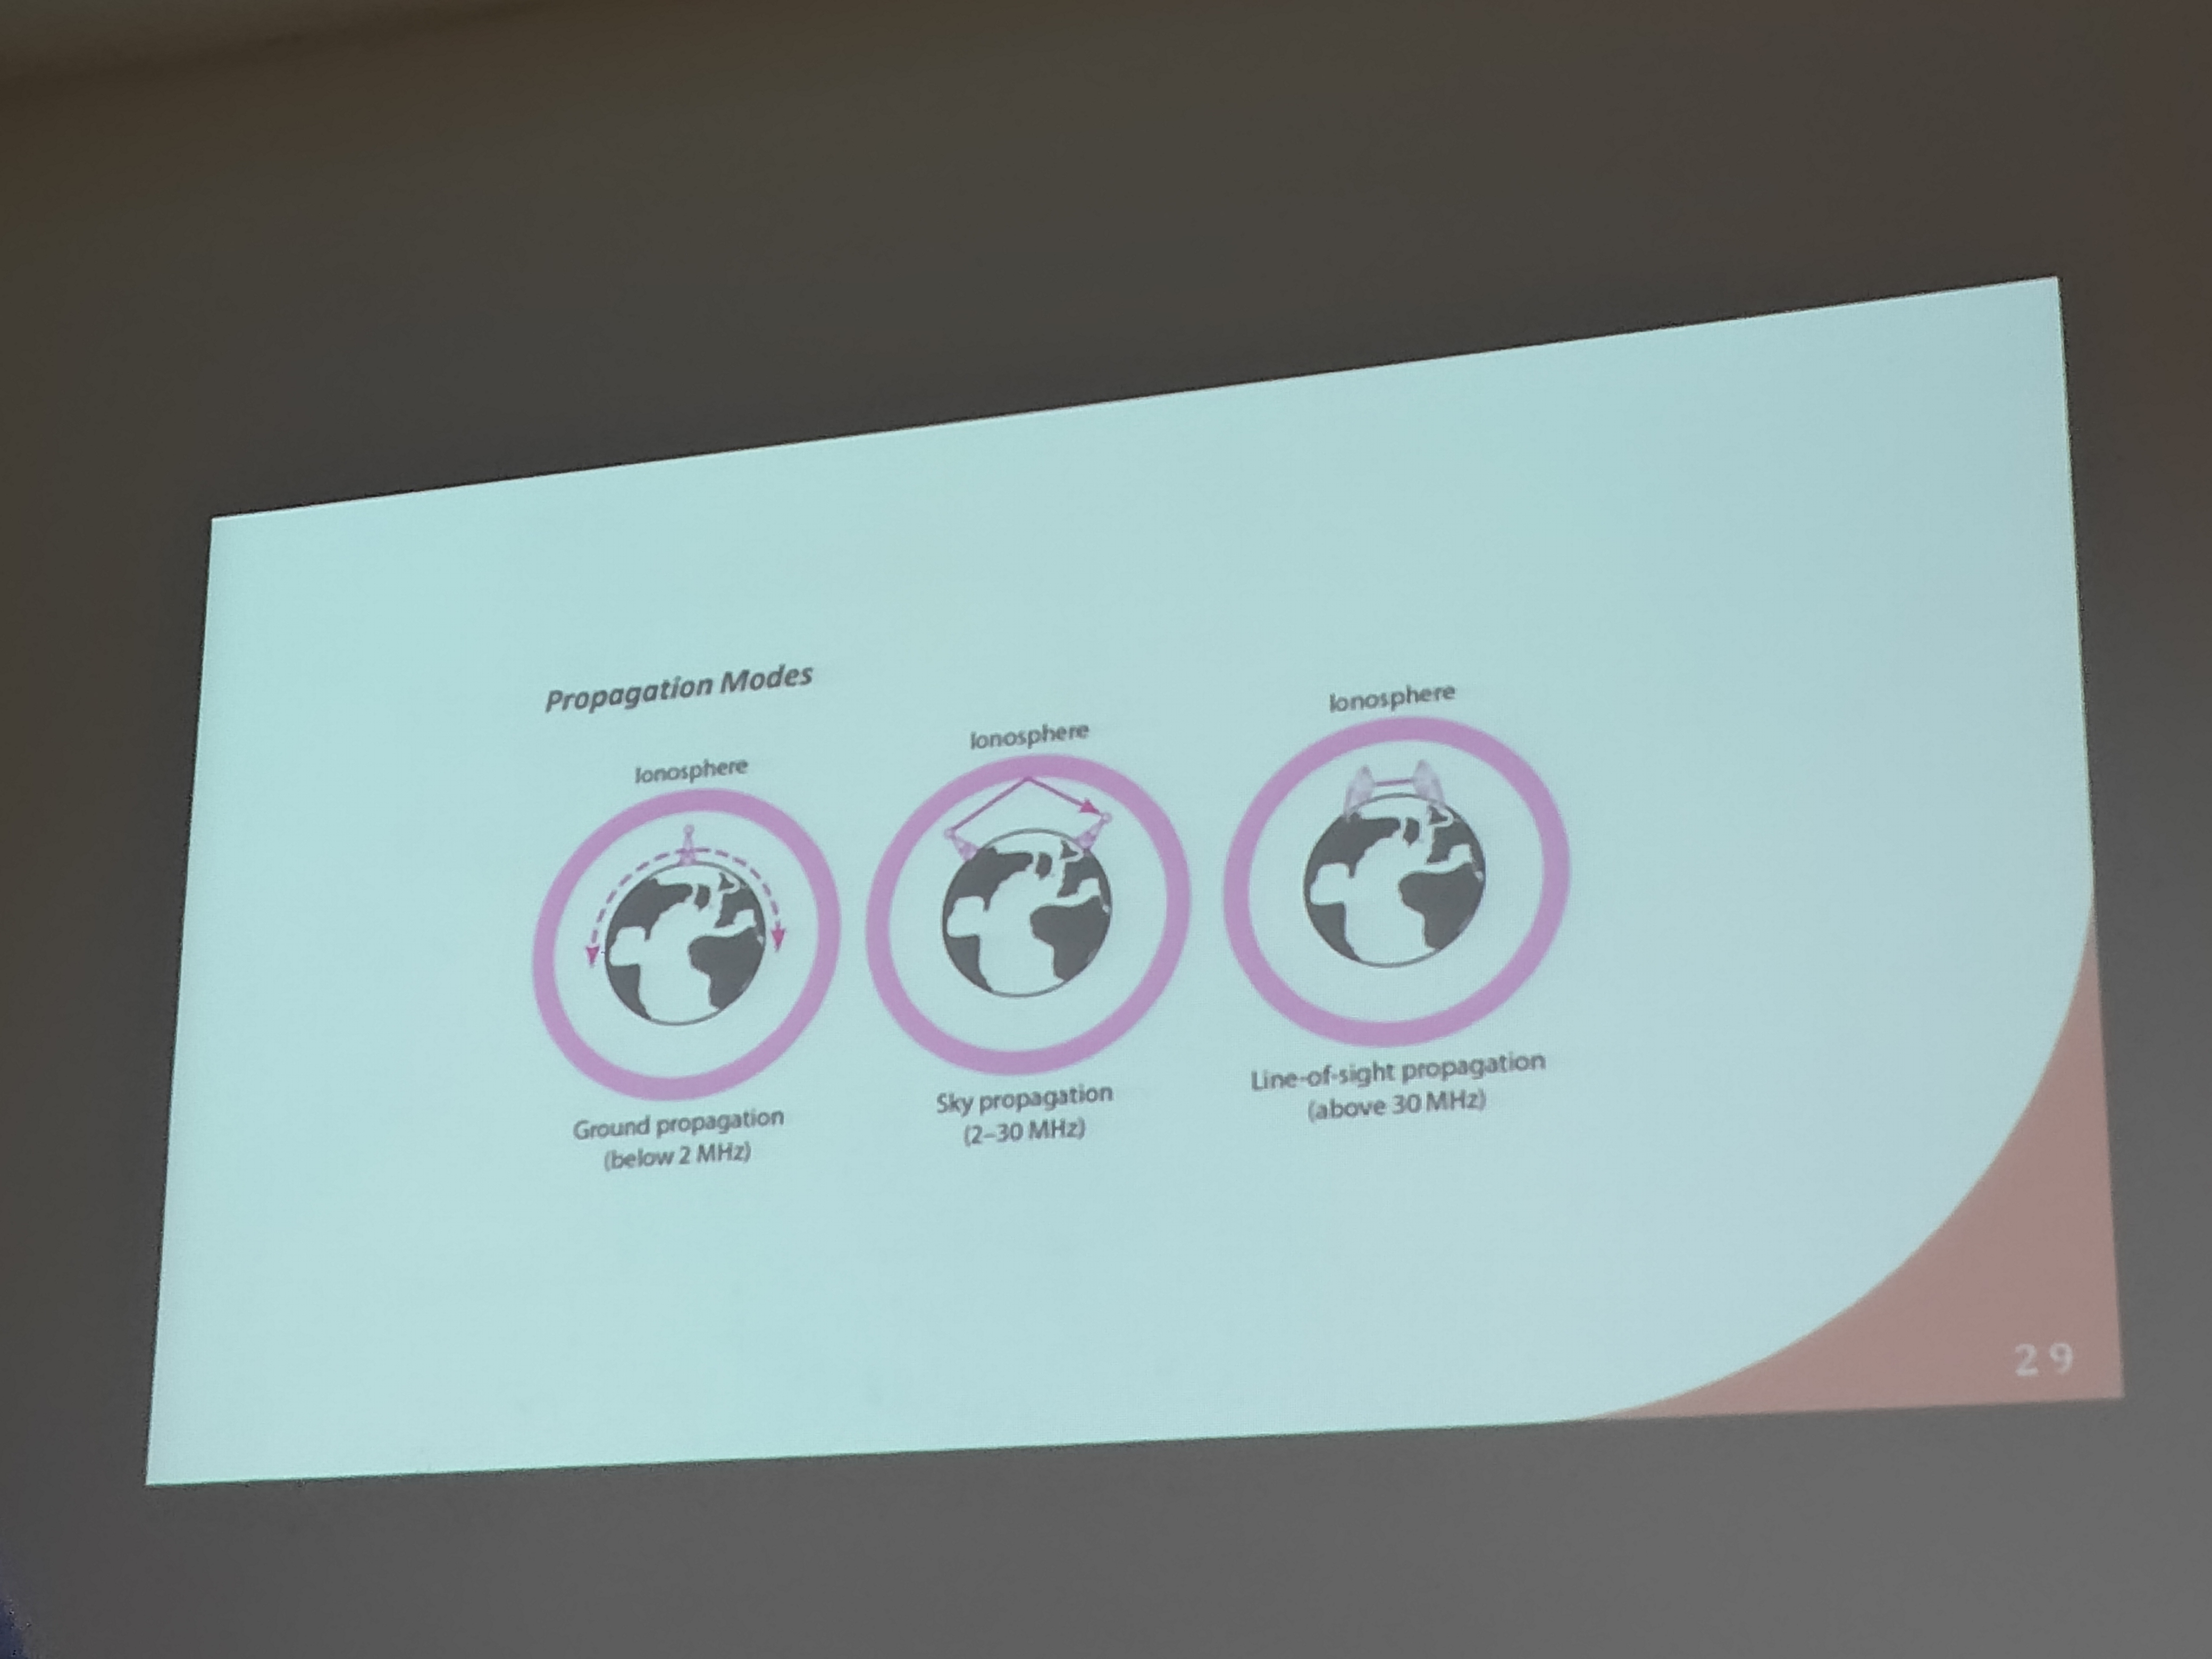 Propagation Modes
Ionosphere
Ionosphere
Ionosphere
Ground propagation
(below 2 MHz)
Sky propagation
(2–30 MHz)
Line-of-sight propagation
(above 30 MHz)
29